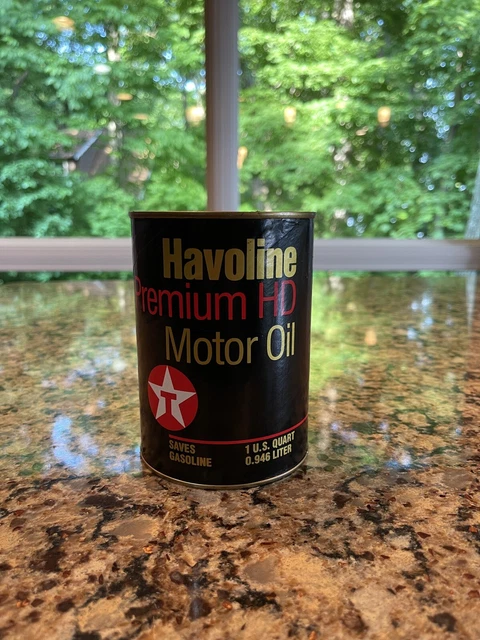 Havoline
Premium HD
Motor Oil
T
SAVES
GASOLINE
1 U.S. QUART
0.946 LITER